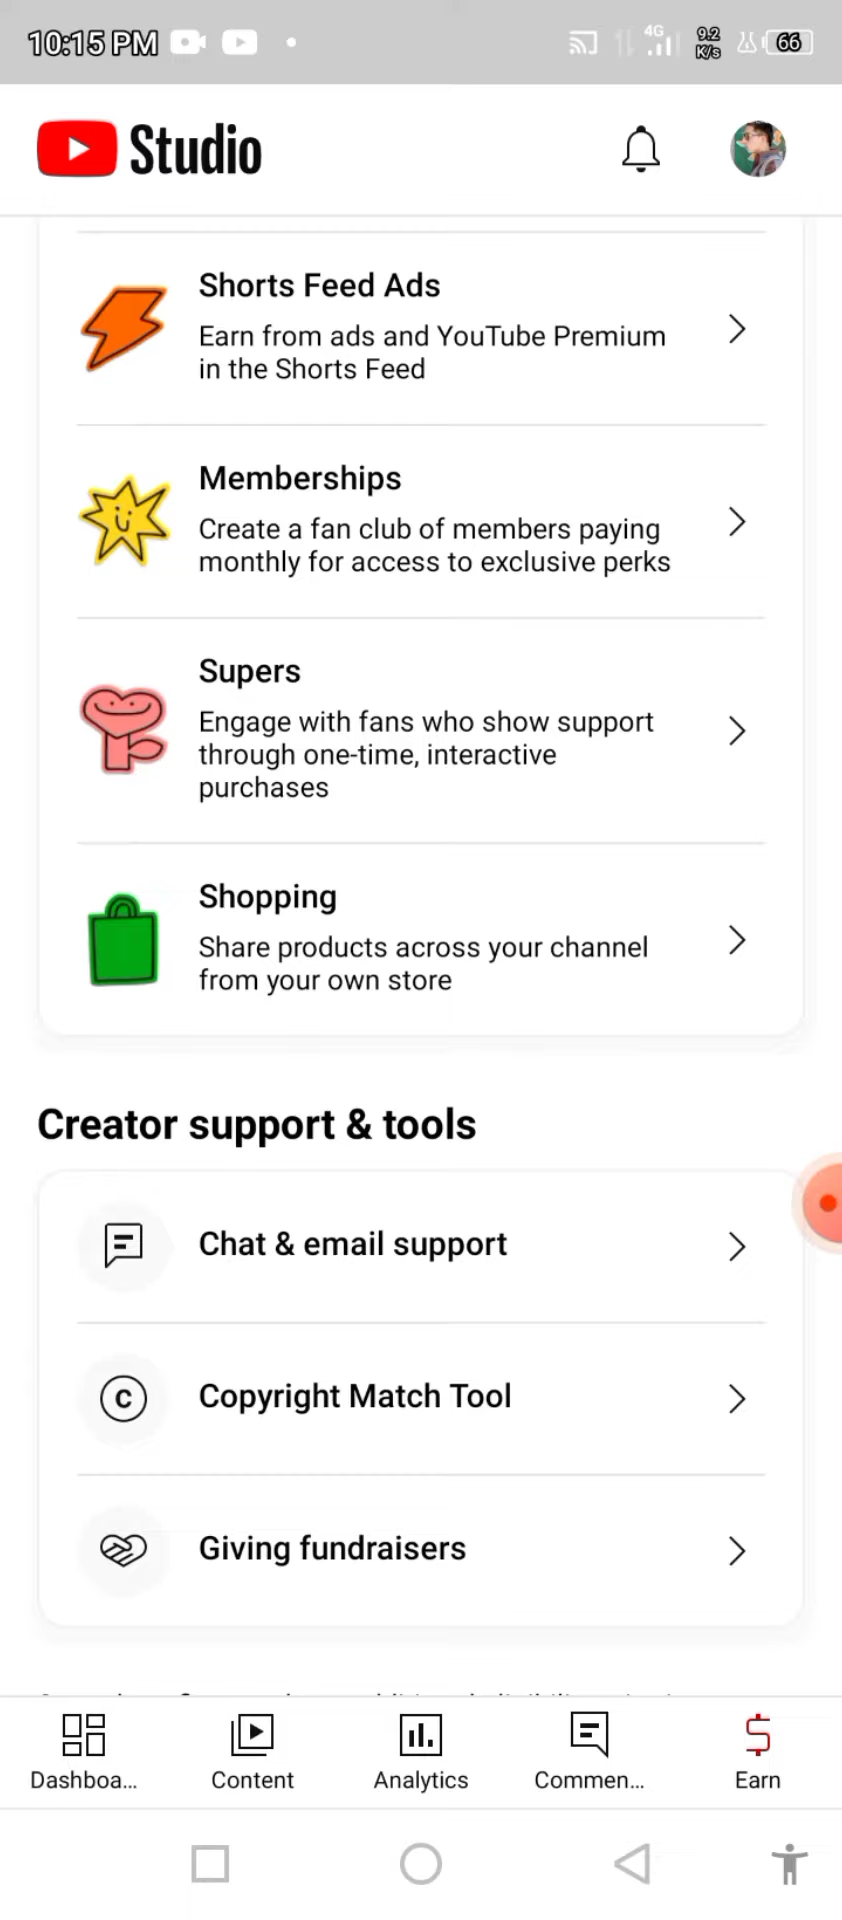 10:15 PM
4G
9.2
K/s
66
Studio
Shorts Feed Ads
Earn from ads and YouTube Premium
in the Shorts Feed
Memberships
Create a fan club of members paying
monthly for access to exclusive perks
Supers
Engage with fans who show support
through one-time, interactive
purchases
Shopping
Share products across your channel
from your own store
Creator support & tools
Chat & email support
Copyright Match Tool
Giving fundraisers
Dashboa...
Content
Analytics
Commen...
Earn